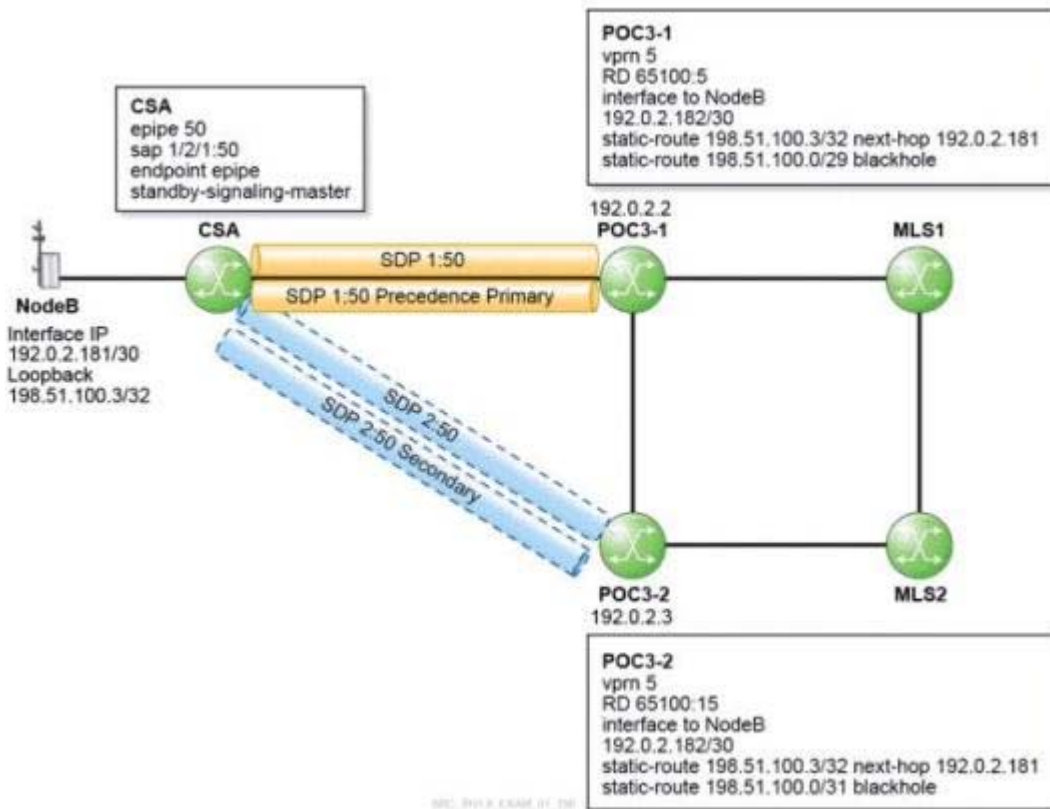 POC3-1
vprn 5
RD 65100:5
interface to NodeB
192.0.2.182/30
static-route 198.51.100.3/32 next-hop 192.0.2.181
static-route 198.51.100.0/29 blackhole
CSA
epipe 50
sap 1/2/1:50
endpoint epipe
standby-signaling-master
CSA
192.0.2.2
POC3-1
MLS1
SDP 1:50
SDP 1:50 Precedence Primary
NodeB
Interface IP
192.0.2.181/30
Loopback
198.51.100.3/32
SDP 2:50
SDP 2:50 Secondary
POC3-2
192.0.2.3
MLS2
POC3-2
vprn 5
RD 65100:15
interface to NodeB
192.0.2.182/30
static-route 198.51.100.3/32 next-hop 192.0.2.181
static-route 198.51.100.0/31 blackhole